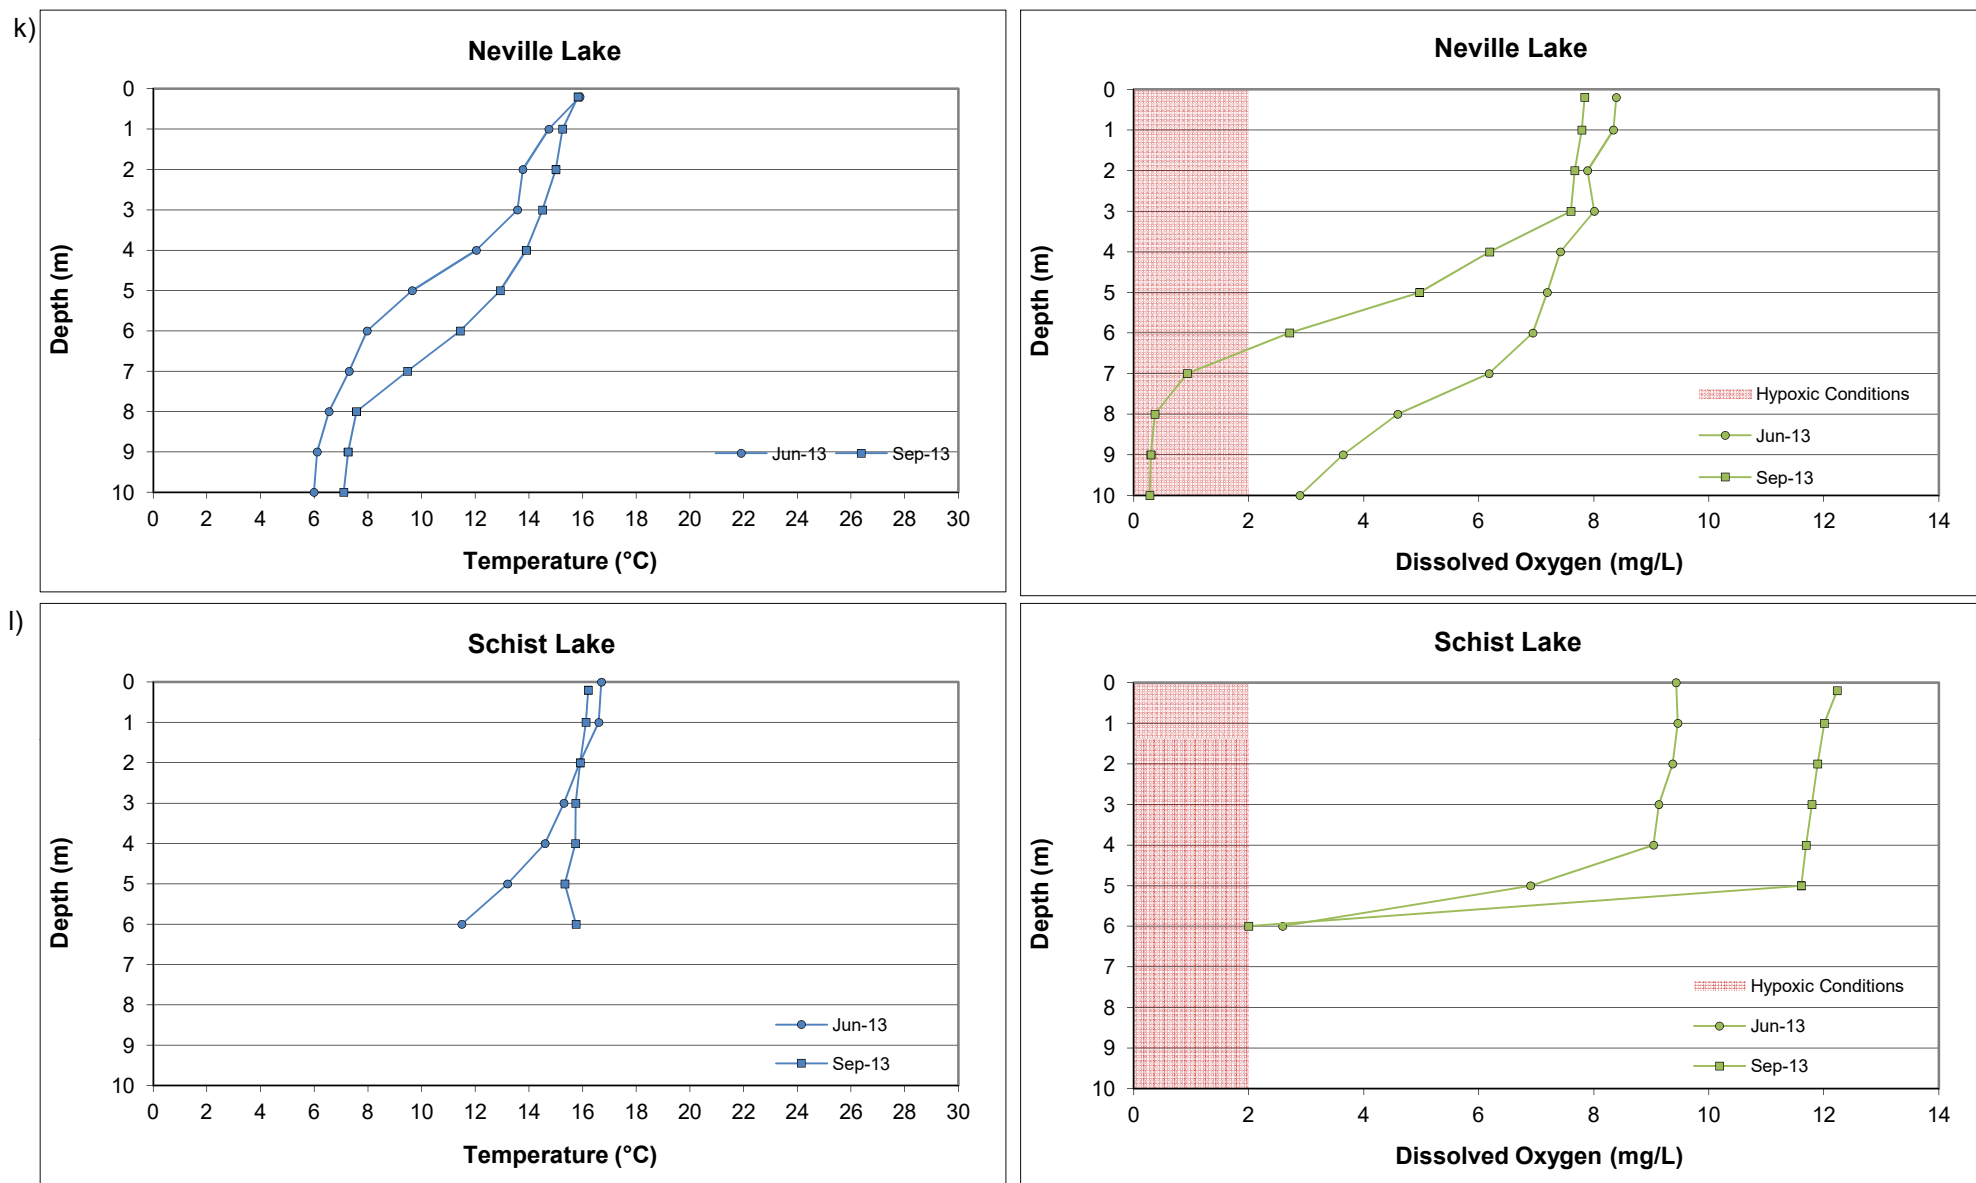 k)
Neville Lake
0
1
2
3
4
5
6
7
8
9
10
Depth (m)
Jun-13 Sep-13
0 2 4 6 8 10 12 14 16 18 20 22 24 26 28 30
Temperature (°C)
Neville Lake
0
1
2
3
4
5
6
7
8
9
10
Depth (m)
Hypoxic Conditions
Jun-13
Sep-13
0 2 4 6 8 10 12 14
Dissolved Oxygen (mg/L)
l)
Schist Lake
0
1
2
3
4
5
6
7
8
9
10
Depth (m)
Jun-13
Sep-13
0 2 4 6 8 10 12 14 16 18 20 22 24 26 28 30
Temperature (°C)
Schist Lake
0
1
2
3
4
5
6
7
8
9
10
Depth (m)
Hypoxic Conditions
Jun-13
Sep-13
0 2 4 6 8 10 12 14
Dissolved Oxygen (mg/L)